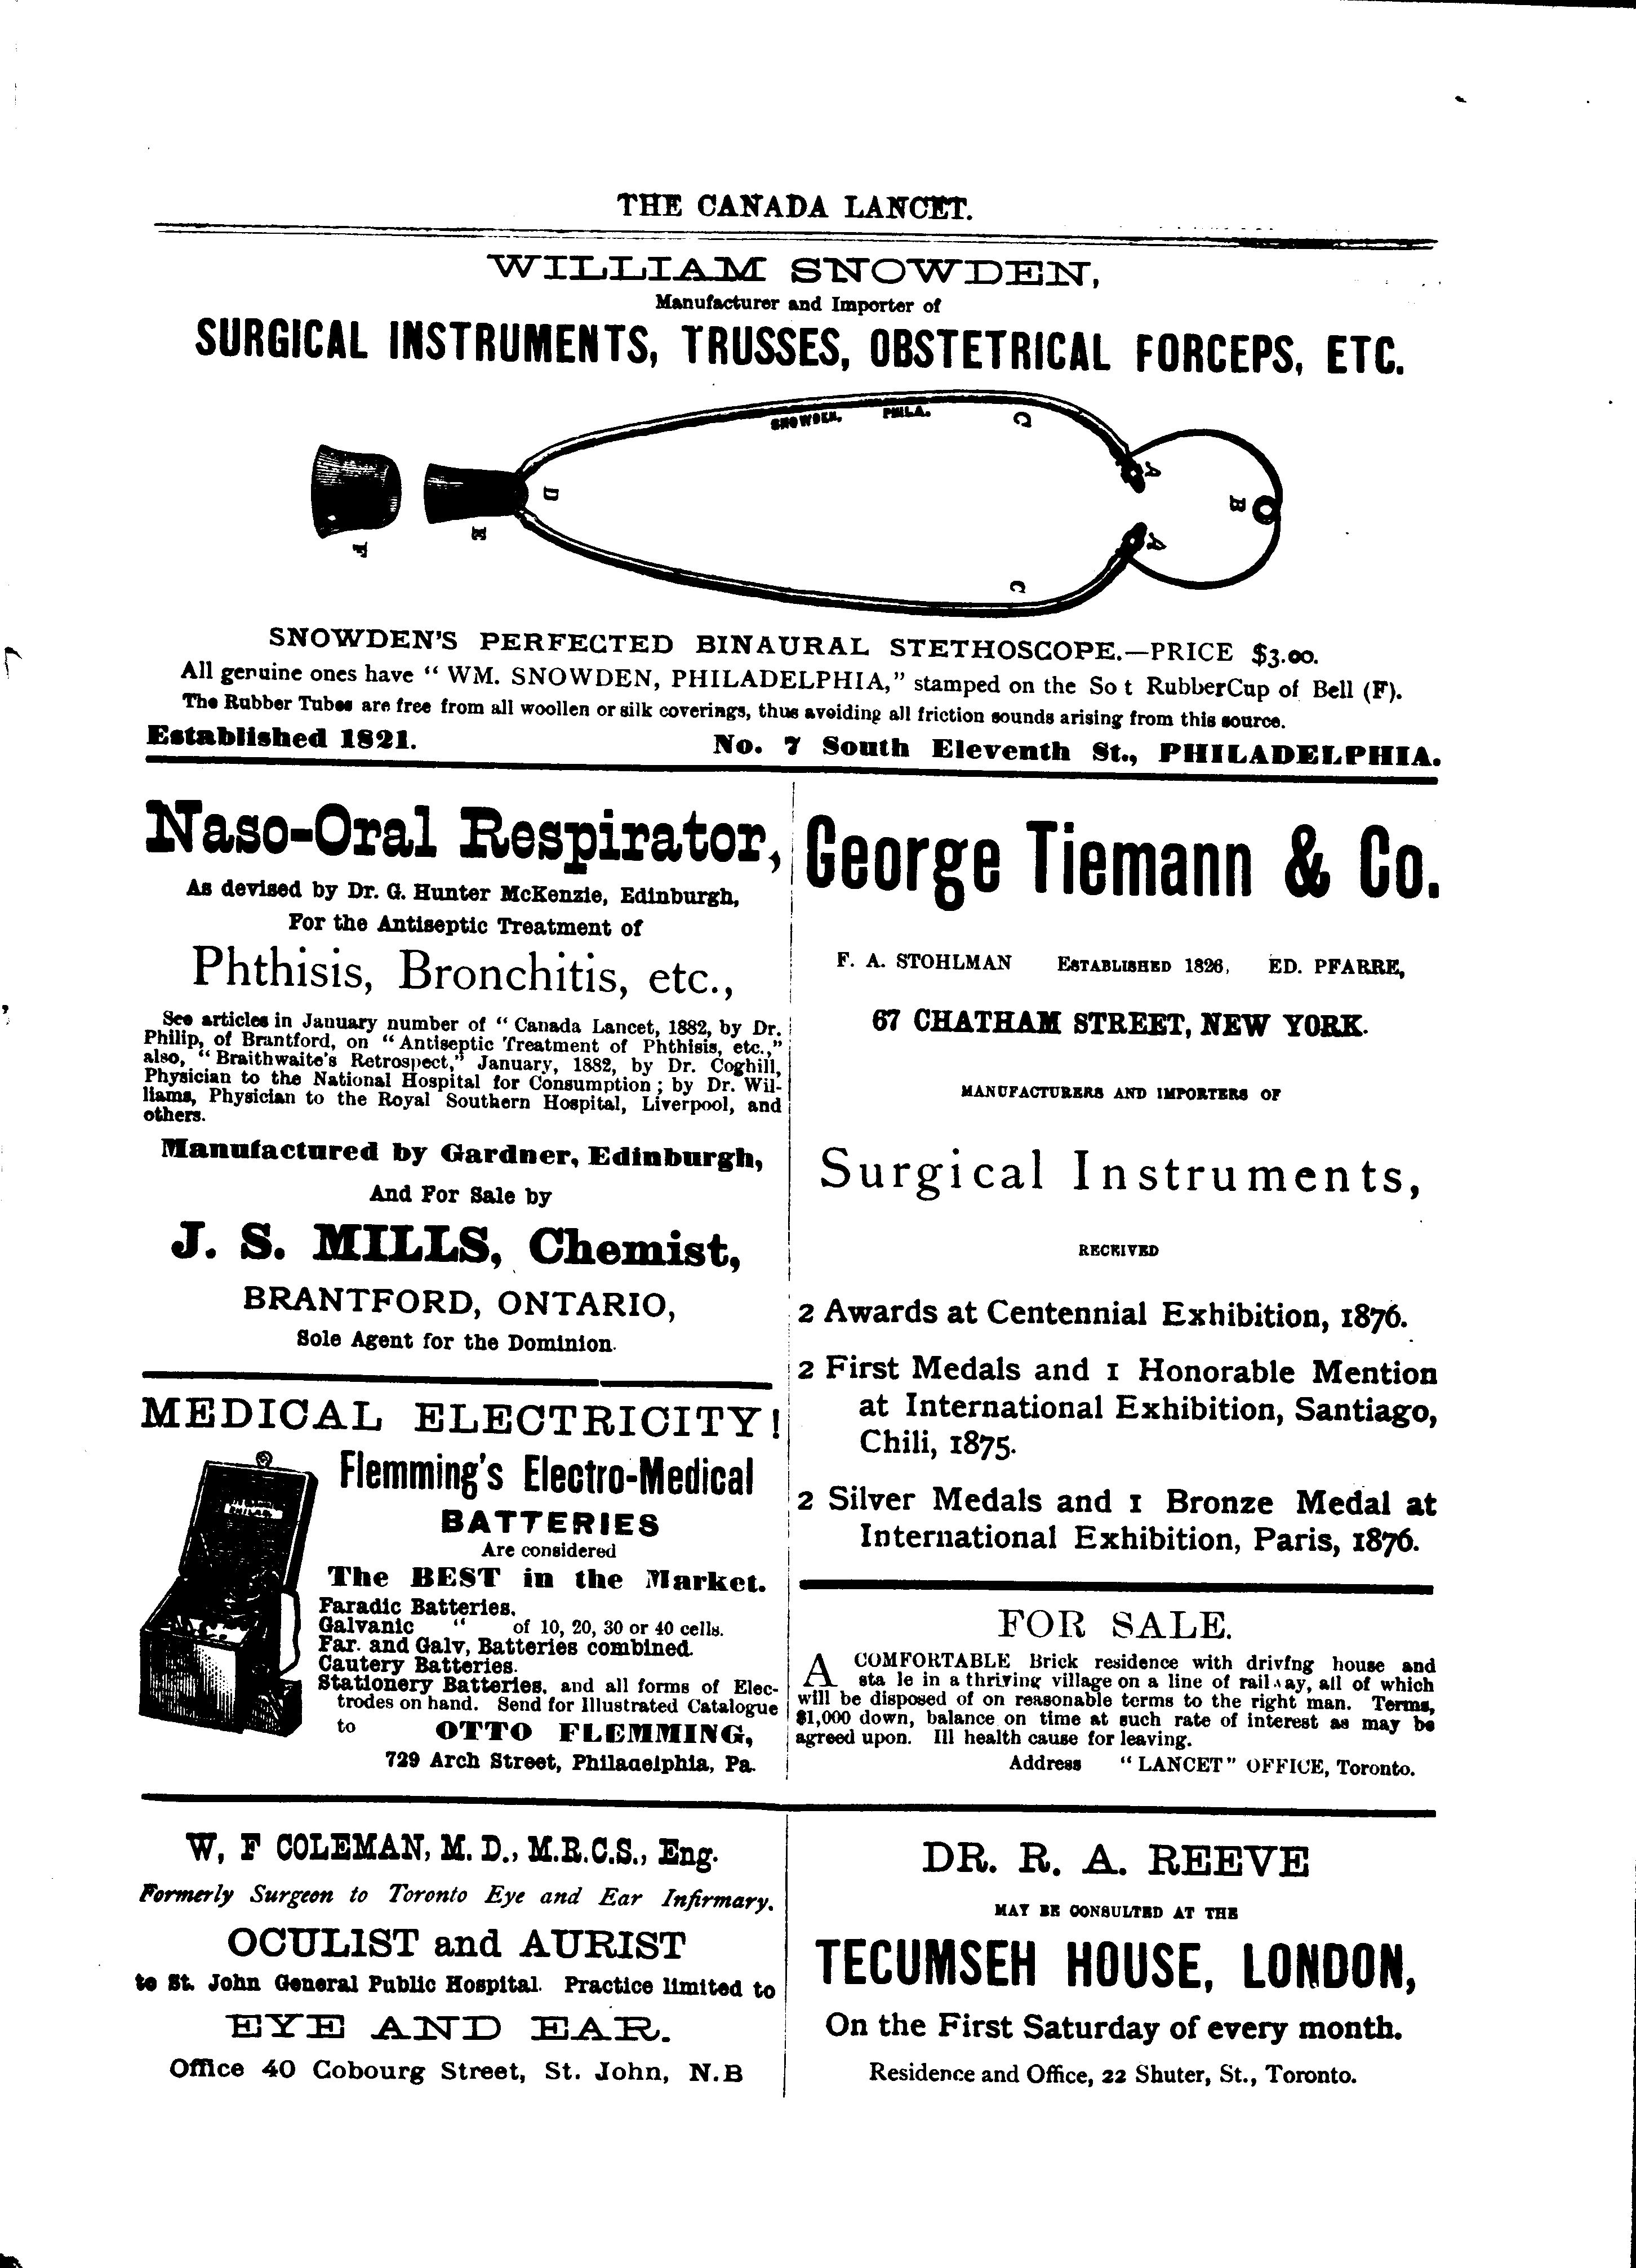 THE CANADA LANCET.
WILLIAM SNOWDEN,
Manufacturer and Importer of
SURGICAL INSTRUMENTS, TRUSSES, OBSTETRICAL FORCEPS, ETC.
SNOWDEN, PHILA.
C
A
B
D
E
F
A
C
SNOWDEN'S PERFECTED BINAURAL STETHOSCOPE.—PRICE $3.00.
All genuine ones have “ WM. SNOWDEN, PHILADELPHIA,” stamped on the So t RubberCup of Bell (F).
The Rubber Tubes are free from all woollen or silk coverings, thus avoiding all friction sounds arising from this source.
Established 1821.
No. 7 South Eleventh St., PHILADELPHIA.
Naso-Oral Respirator,
As devised by Dr. G. Hunter McKenzie, Edinburgh,
For the Antiseptic Treatment of
Phthisis, Bronchitis, etc.,
See articles in January number of “ Canada Lancet, 1882, by Dr.
Philip, of Brantford, on “ Antiseptic Treatment of Phthisis, etc.,”
also, “ Braithwaite's Retrospect,” January, 1882, by Dr. Coghill,
Physician to the National Hospital for Consumption ; by Dr. Wil-
liams, Physician to the Royal Southern Hospital, Liverpool, and
others.
Manufactured by Gardner, Edinburgh,
And For Sale by
J. S. MILLS, Chemist,
BRANTFORD, ONTARIO,
Sole Agent for the Dominion.
MEDICAL ELECTRICITY!
Flemming's Electro-Medical
BATTERIES
Are considered
The BEST in the Market.
Faradic Batteries.
Galvanic “ of 10, 20, 30 or 40 cells.
Far. and Galv, Batteries combined.
Cautery Batteries.
Stationery Batteries, and all forms of Elec-
trodes on hand. Send for Illustrated Catalogue
to OTTO FLEMMING,
729 Arch Street, Philadelphia, Pa.
George Tiemann & Co.
F. A. STOHLMAN ESTABLISHED 1826, ED. PFARRE,
67 CHATHAM STREET, NEW YORK.
MANUFACTURERS AND IMPORTERS OF
Surgical Instruments,
RECEIVED
2 Awards at Centennial Exhibition, 1876.
2 First Medals and 1 Honorable Mention
at International Exhibition, Santiago,
Chili, 1875.
2 Silver Medals and 1 Bronze Medal at
International Exhibition, Paris, 1876.
FOR SALE.
A COMFORTABLE Brick residence with drivfng house and
sta le in a thriving village on a line of rail ay, all of which
will be disposed of on reasonable terms to the right man. Terms,
$1,000 down, balance on time at such rate of interest as may be
agreed upon. Ill health cause for leaving.
Address “ LANCET” OFFICE, Toronto.
W, F COLEMAN, M. D., M.R.C.S., Eng.
Formerly Surgeon to Toronto Eye and Ear Infirmary.
OCULIST and AURIST
to St. John General Public Hospital. Practice limited to
EYE AND EAR.
Office 40 Cobourg Street, St. John, N.B
DR. R. A. REEVE
MAY BE CONSULTED AT THE
TECUMSEH HOUSE, LONDON,
On the First Saturday of every month.
Residence and Office, 22 Shuter, St., Toronto.